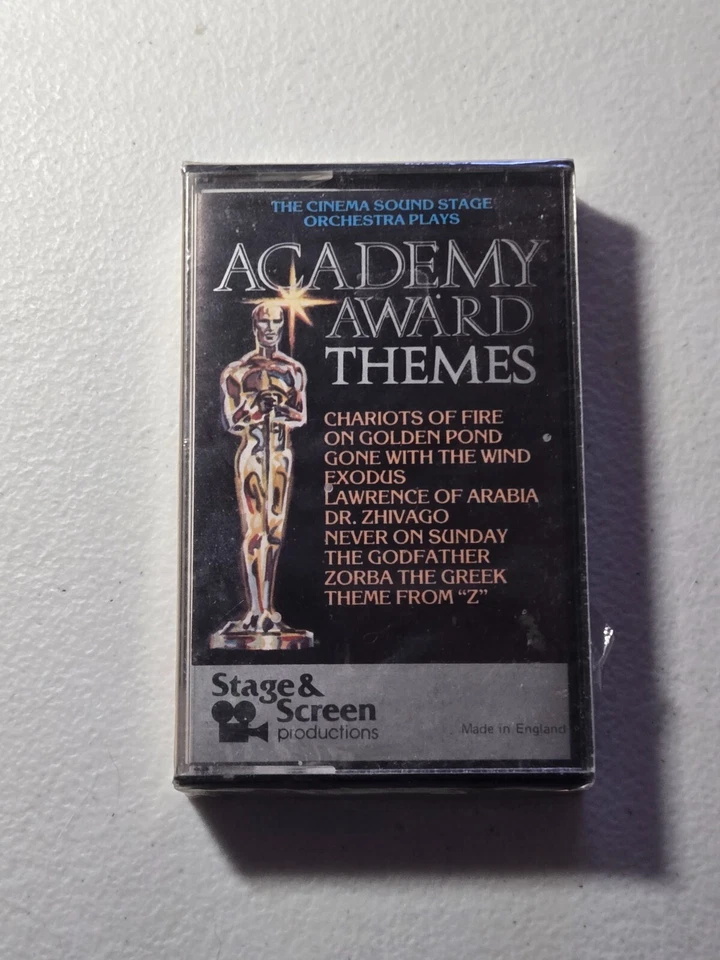 THE CINEMA SOUND STAGE
ORCHESTRA PLAYS
ACADEMY
AWARD
THEMES
CHARIOTS OF FIRE
ON GOLDEN POND
GONE WITH THE WIND
EXODUS
LAWRENCE OF ARABIA
DR. ZHIVAGO
NEVER ON SUNDAY
THE GODFATHER
ZORBA THE GREEK
THEME FROM “Z”
Stage &
Screen
productions
Made in England